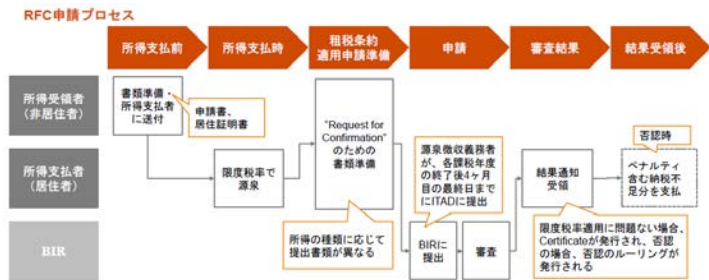 RFC申請プロセス
所得支払前
所得支払時
租税条約
適用申請準備
申請
審査結果
結果受領後
所得受領者
（非居住者）
書類準備・
所得支払者
に送付
申請書、
居住証明書
"Request for
Confirmation"
のための
書類準備
所得支払者
（居住者）
限度税率で
源泉
源泉徴収義務者
が、各課税年度
の終了後4ヶ月
目の最終日まで
にITADに提出
結果通知
受領
否認時
ペナルティ
含む納税不
足分を支払
BIR
所得の種類に応じて
提出書類が異なる
BIRに
提出
審査
限度税率適用に問題ない場合、
Certificateが発行され、否認
の場合、否認のルーリングが
発行される